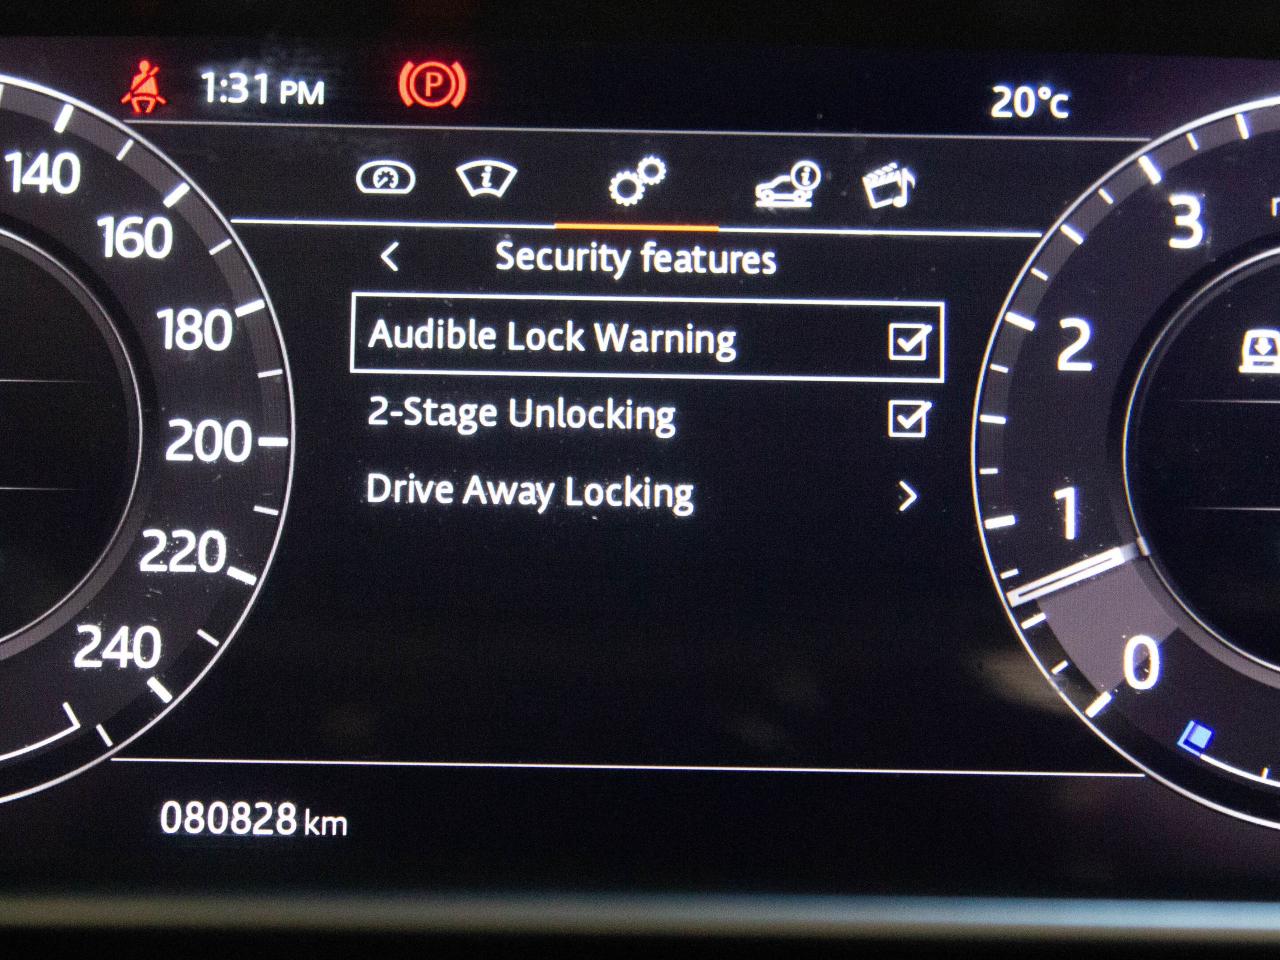 1:31 PM
P
20°C
Security features
Audible Lock Warning
2-Stage Unlocking
Drive Away Locking
140
160
180
200
220
240
3
2
1
0
080828 km